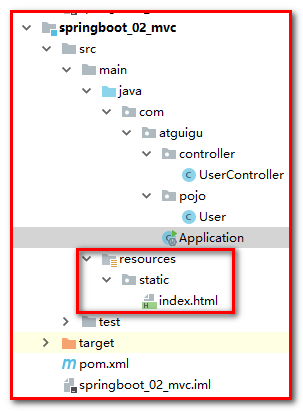 springboot_02_mvc
src
main
java
com
atguigu
controller
UserController
pojo
User
Application
resources
static
index.html
test
target
pom.xml
springboot_02_mvc.iml